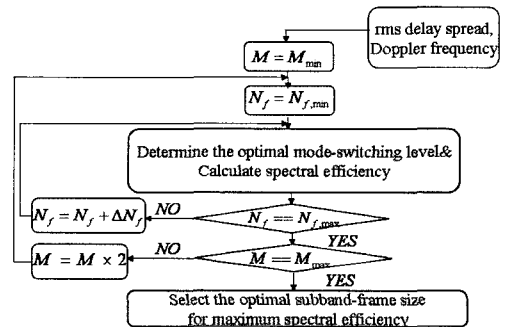 rms delay spread,
Doppler frequency
M = M_min
N_f = N_f,min
Determine the optimal mode-switching level&
Calculate spectral efficiency
N_f = N_f + ΔN_f
NO
N_f == N_f,max
YES
M = M × 2
NO
M == M_max
YES
Select the optimal subband-frame size
for maximum spectral efficiency